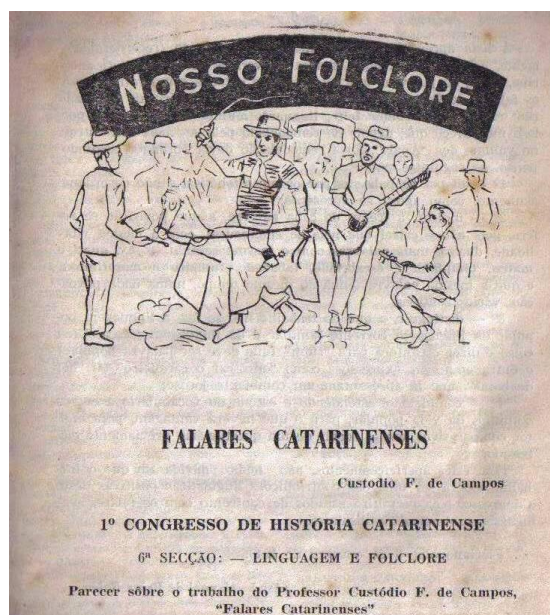 NOSSO FOLCLORE
FALARES CATARINENSES
Custodio F. de Campos
1º CONGRESSO DE HISTÓRIA CATARINENSE
6ª SECÇÃO: — LINGUAGEM E FOLCLORE
Parecer sôbre o trabalho do Professor Custódio F. de Campos,
"Falares Catarinenses"